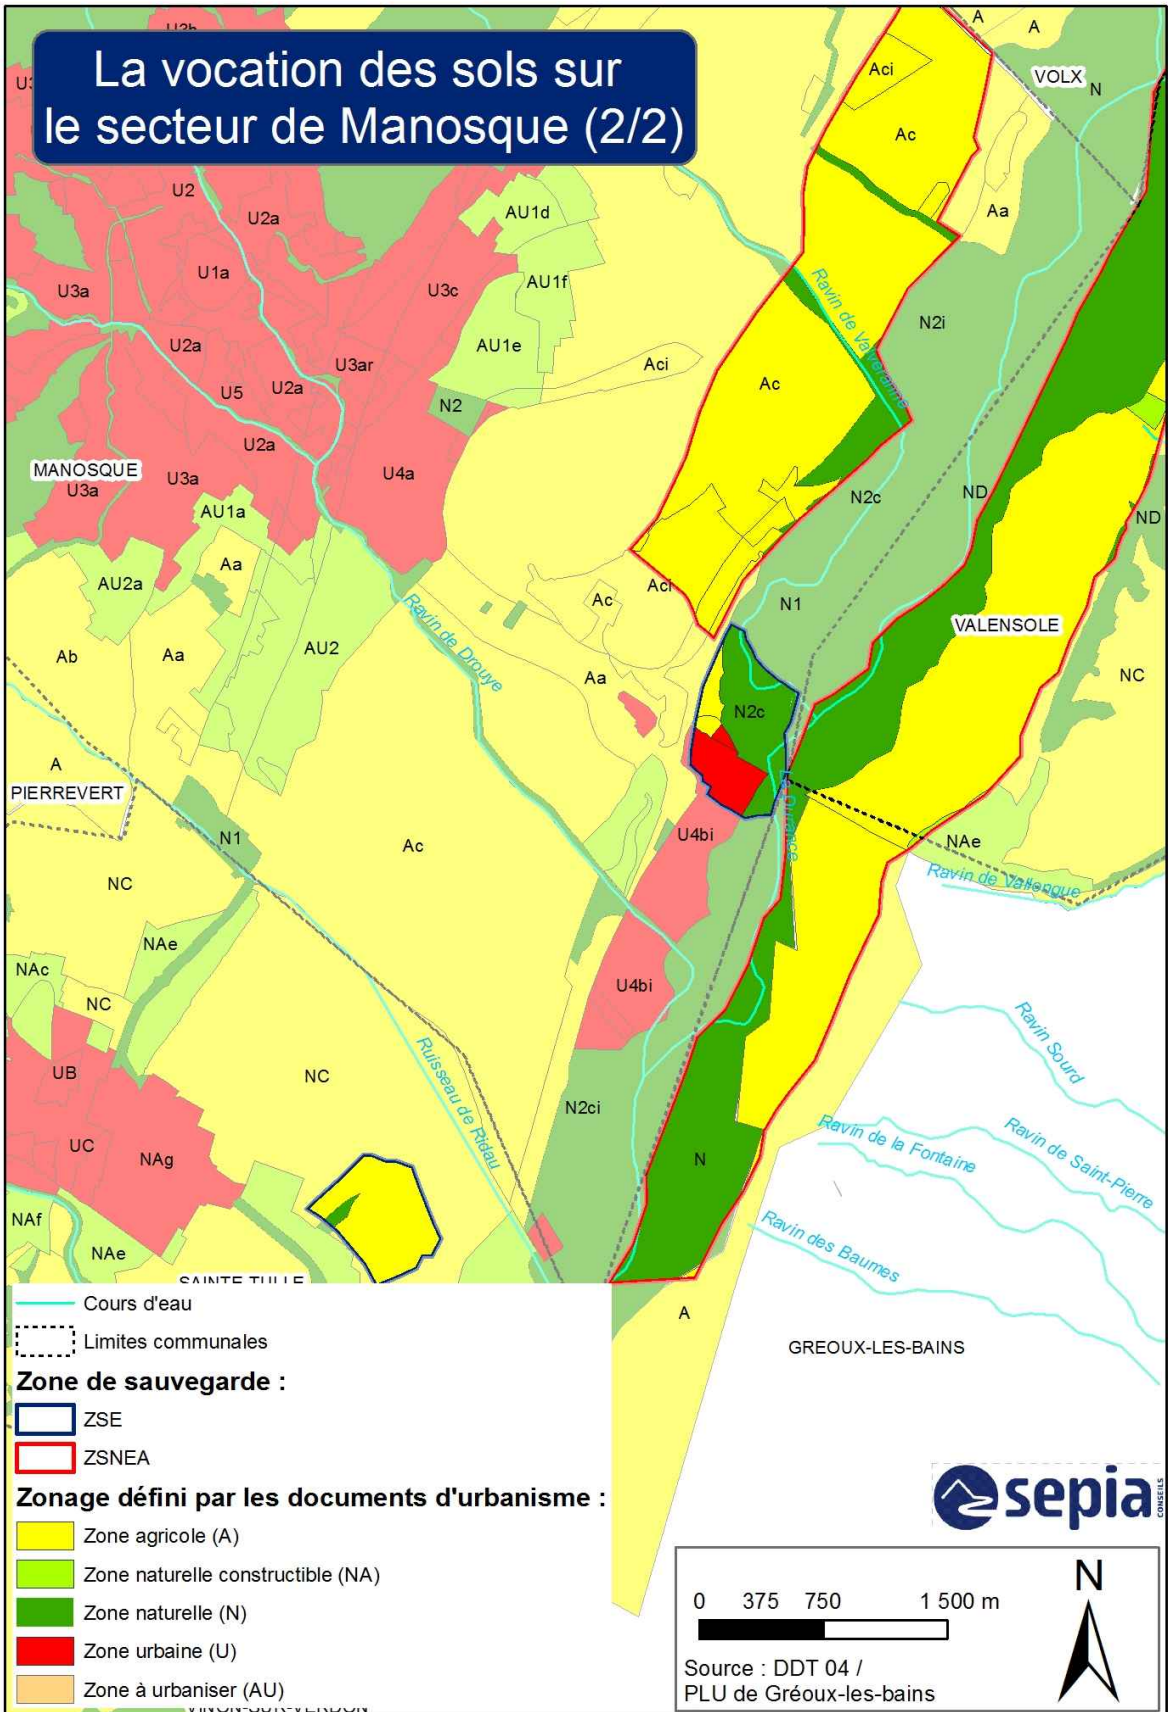 La vocation des sols sur
le secteur de Manosque (2/2)
U3b
A
A
Aci
VOLX
N
Ac
U2
U2a
AU1d
Aa
U1a
U3a
U3c
AU1f
Ravin de Valveranne
N2i
U2a
AU1e
U3ar
Aci
Ac
U5
U2a
N2
U2a
MANOSQUE
U3a
U3a
U4a
N2c
ND
AU1a
ND
Aa
AU2a
Ravin de Drouye
Ac
Aci
N1
VALENSOLE
Ab
Aa
AU2
Aa
NC
N2c
A
PIERREVERT
La Durance
N1
Ac
U4bi
NAe
NC
Ravin de Vallongue
NAe
NAc
NC
U4bi
Ravin Sourd
UB
NC
Ruisseau de Ridau
N2ci
UC
NAg
N
Ravin de la Fontaine
Ravin de Saint-Pierre
NAf
NAe
Ravin des Baumes
SAINTE-TULLE
A
GREOUX-LES-BAINS
Cours d'eau
Limites communales
Zone de sauvegarde :
ZSE
ZSNEA
Zonage défini par les documents d'urbanisme :
Zone agricole (A)
Zone naturelle constructible (NA)
Zone naturelle (N)
Zone urbaine (U)
Zone à urbaniser (AU)
VINON-SUR-VERDON
sepia
CONSEILS
0 375 750 1 500 m
N
Source : DDT 04 /
PLU de Gréoux-les-bains